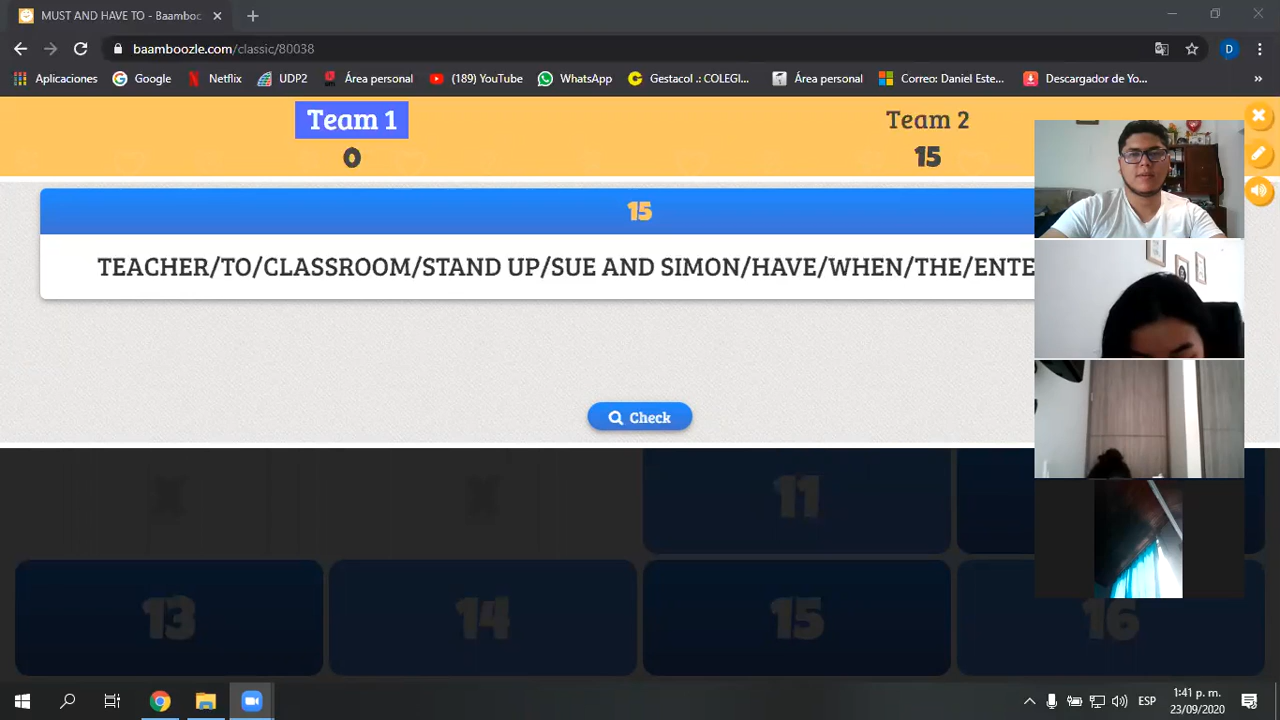 MUST AND HAVE TO - Baambooz
baamboozle.com/classic/80038
D
Aplicaciones Google Netflix UDP2 Área personal (189) YouTube WhatsApp Gestacol .: COLEGI... Área personal Correo: Daniel Este... Descargador de Yo... »
Team 1 Team 2
0 15
15
TEACHER/TO/CLASSROOM/STAND UP/SUE AND SIMON/HAVE/WHEN/THE/ENTE
Check
11
13 14 15 16
ESP
1:41 p. m.
23/09/2020